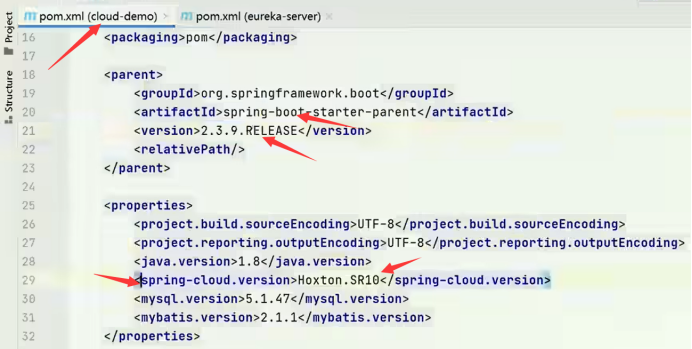 pom.xml (cloud-demo) × pom.xml (eureka-server) ×
Project
Structure
16 <packaging>pom</packaging>
17
18 <parent>
19 <groupId>org.springframework.boot</groupId>
20 <artifactId>spring-boot-starter-parent</artifactId>
21 <version>2.3.9.RELEASE</version>
22 <relativePath/>
23 </parent>
24
25 <properties>
26 <project.build.sourceEncoding>UTF-8</project.build.sourceEncoding>
27 <project.reporting.outputEncoding>UTF-8</project.reporting.outputEncoding>
28 <java.version>1.8</java.version>
29 <spring-cloud.version>Hoxton.SR10</spring-cloud.version>
30 <mysql.version>5.1.47</mysql.version>
31 <mybatis.version>2.1.1</mybatis.version>
32 </properties>